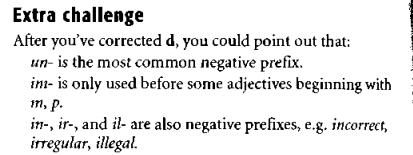 Extra challenge
After you've corrected d, you could point out that:
un- is the most common negative prefix.
im- is only used before some adjectives beginning with
m, p.
in-, ir-, and il- are also negative prefixes, e.g. incorrect,
irregular, illegal.